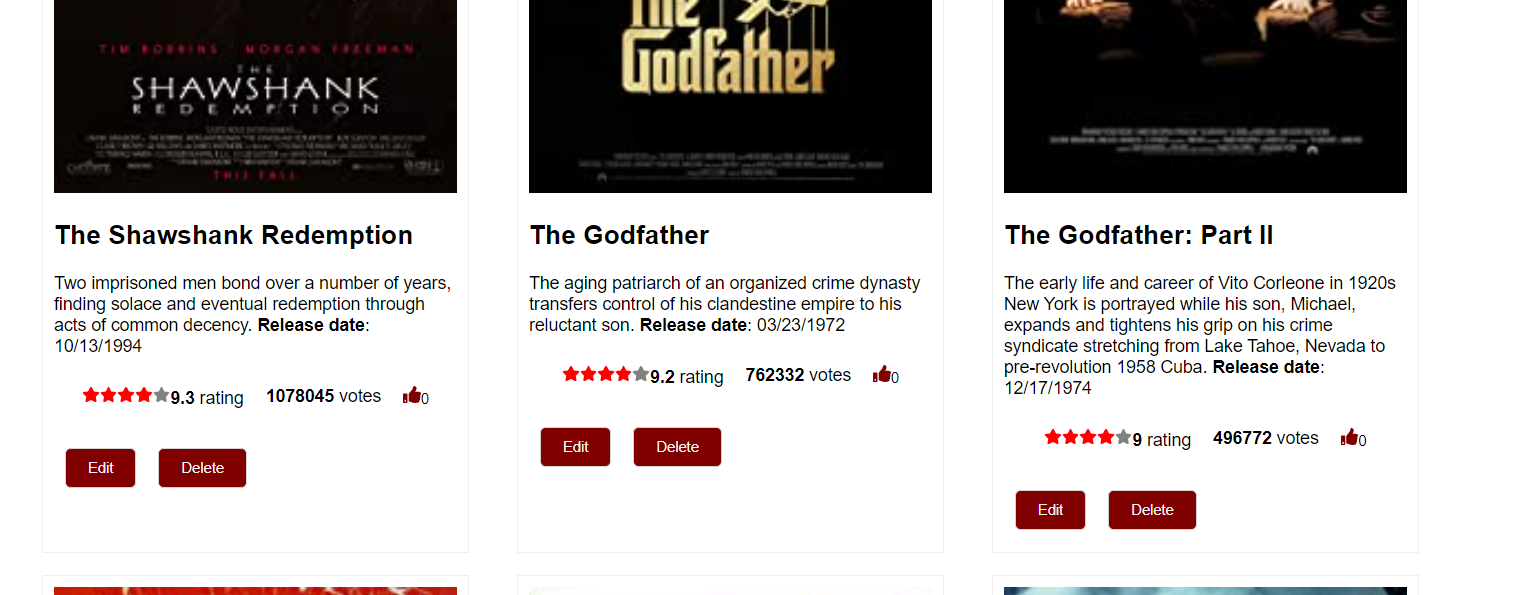 TIM ROBBINS MORGAN FREEMAN
THE
SHAWSHANK
REDEMPTION
THIS FALL
The Shawshank Redemption
Two imprisoned men bond over a number of years,
finding solace and eventual redemption through
acts of common decency. Release date:
10/13/1994
9.3 rating 1078045 votes 0
Edit Delete
The
Godfather
The Godfather
The aging patriarch of an organized crime dynasty
transfers control of his clandestine empire to his
reluctant son. Release date: 03/23/1972
9.2 rating 762332 votes 0
Edit Delete
The Godfather: Part II
The early life and career of Vito Corleone in 1920s
New York is portrayed while his son, Michael,
expands and tightens his grip on his crime
syndicate stretching from Lake Tahoe, Nevada to
pre-revolution 1958 Cuba. Release date:
12/17/1974
9 rating 496772 votes 0
Edit Delete